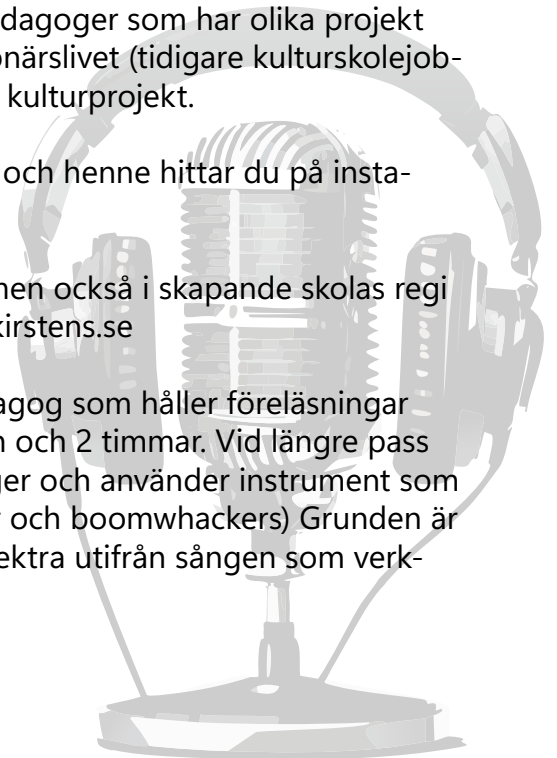 dagoger som har olika projekt
närslivet (tidigare kulturskolejob-
kulturprojekt.
och henne hittar du på insta-
nen också i skapande skolas regi
kirstens.se
agog som håller föreläsningar
och 2 timmar. Vid längre pass
ger och använder instrument som
och boomwhackers) Grunden är
ektra utifrån sången som verk-